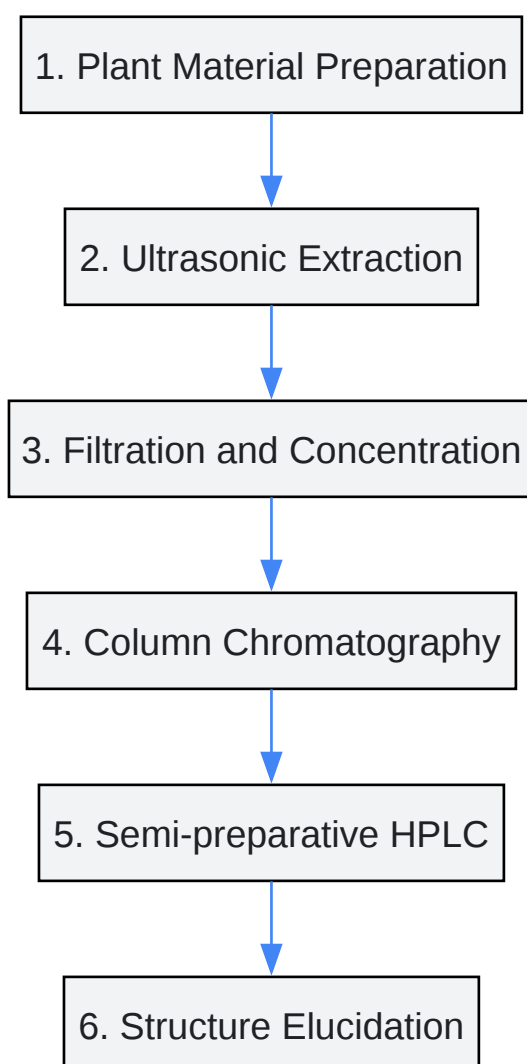 1. Plant Material Preparation
2. Ultrasonic Extraction
3. Filtration and Concentration
4. Column Chromatography
5. Semi-preparative HPLC
6. Structure Elucidation